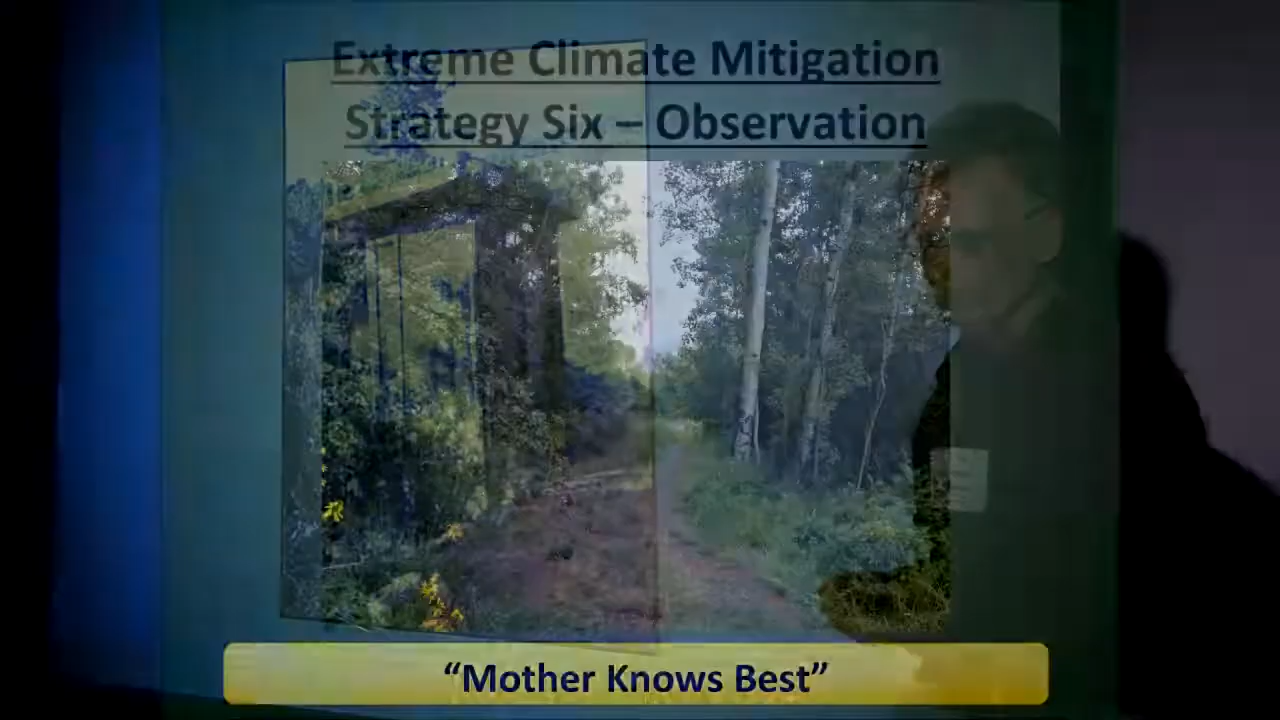 Extreme Climate Mitigation
Strategy Six – Observation
“Mother Knows Best”